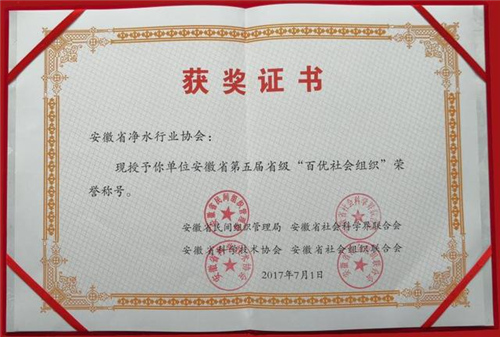 获奖证书
安徽省净水行业协会：
现授予你单位安徽省第五届省级“百优社会组织”荣
誉称号。
安徽省民间组织管理局 安徽省社会科学界联合会
安徽省科学技术协会 安徽省社会组织联合会
2017年7月1日